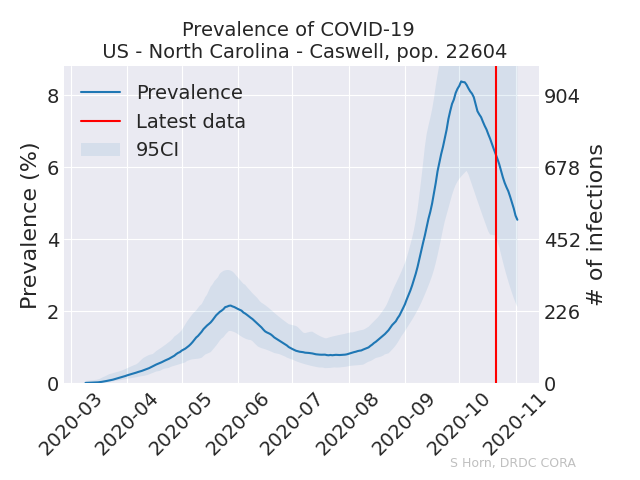 Prevalence of COVID-19
US - North Carolina - Caswell, pop. 22604
Prevalence
Latest data
95CI
Prevalence (%)
8
6
4
2
0
904
678
452
226
0
# of infections
2020-03
2020-04
2020-05
2020-06
2020-07
2020-08
2020-09
2020-10
2020-11
S Horn, DRDC CORA